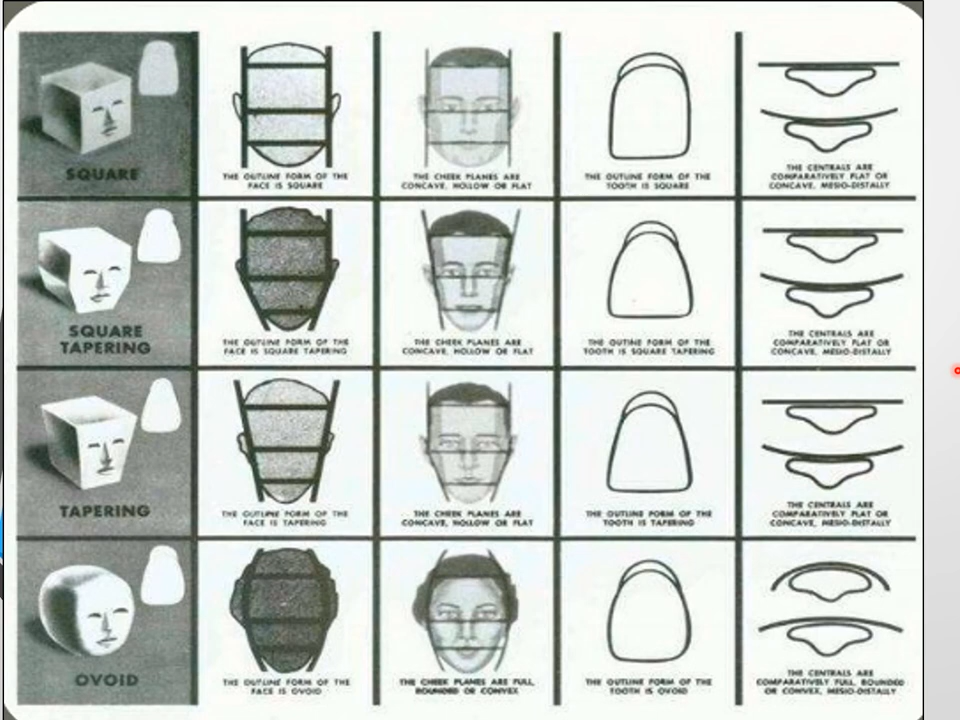 SQUARE
THE OUTLINE FORM OF THE
FACE IS SQUARE
THE CHEEK PLANES ARE
CONCAVE, HOLLOW OR FLAT
THE OUTLINE FORM OF THE
TOOTH IS SQUARE
THE CENTRALS ARE
COMPARATIVELY FLAT OR
CONCAVE, MESIO-DISTALLY
SQUARE
TAPERING
THE OUTLINE FORM OF THE
FACE IS SQUARE TAPERING
THE CHEEK PLANES ARE
CONCAVE, HOLLOW OR FLAT
THE OUTINE FORM OF THE
TOOTH IS SQUARE TAPERING
THE CENTRALS ARE
COMPARATIVELY FLAT OR
CONCAVE, MESIO-DISTALLY
TAPERING
THE OUTLINE FORM OF THE
FACE IS TAPERING
THE CHEEK PLANES ARE
CONCAVE, HOLLOW OR FLAT
THE OUTLINE FORM OF THE
TOOTH IS TAPERING
THE CENTRALS ARE
COMPARATIVELY FLAT OR
CONCAVE, MESIO-DISTALLY
OVOID
THE OUTLINE FORM OF THE
FACE IS OVOID
THE CHEEK PLANES ARE FULL,
ROUNDED OR CONVEX
THE OUTLINE FORM OF THE
TOOTH IS OVOID
THE CENTRALS ARE
COMPARATIVELY FULL, ROUNDED
OR CONVEX, MESIO-DISTALLY